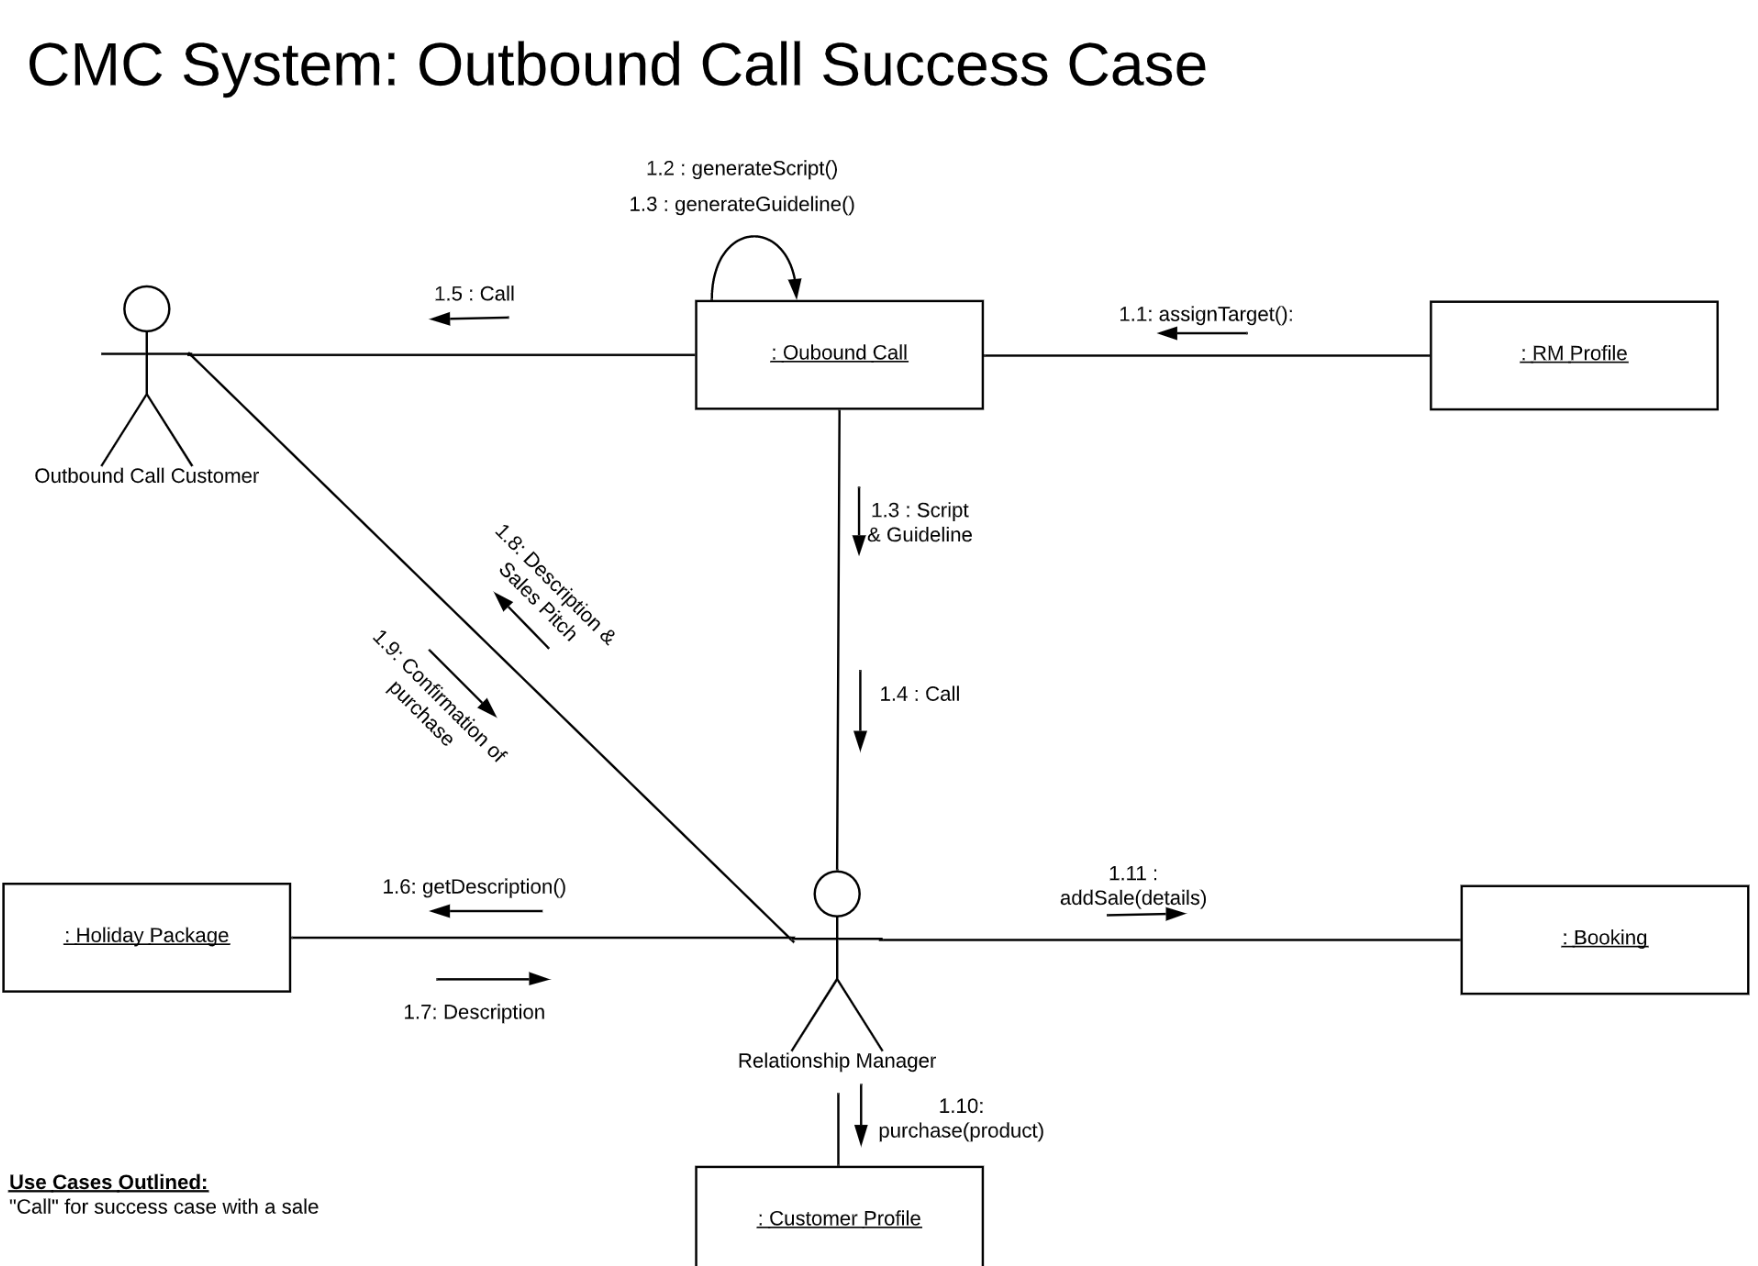 CMC System: Outbound Call Success Case
1.2 : generateScript()
1.3 : generateGuideline()
1.5 : Call
1.1: assignTarget():
: Oubound Call
: RM Profile
Outbound Call Customer
1.3 : Script
& Guideline
1.8: Description &
Sales Pitch
1.9: Confirmation of
purchase
1.4 : Call
1.6: getDescription()
1.11 :
addSale(details)
: Holiday Package
: Booking
1.7: Description
Relationship Manager
1.10:
purchase(product)
Use Cases Outlined:
"Call" for success case with a sale
: Customer Profile